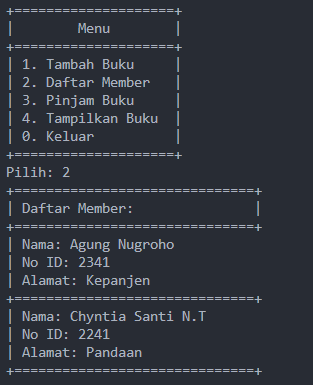 +====================+
|        Menu        |
+====================+
| 1. Tambah Buku     |
| 2. Daftar Member   |
| 3. Pinjam Buku     |
| 4. Tampilkan Buku  |
| 0. Keluar          |
+====================+
Pilih: 2
+==============================+
| Daftar Member:               |
+==============================+
| Nama: Agung Nugroho
| No ID: 2341
| Alamat: Kepanjen
+==============================+
| Nama: Chyntia Santi N.T
| No ID: 2241
| Alamat: Pandaan
+==============================+